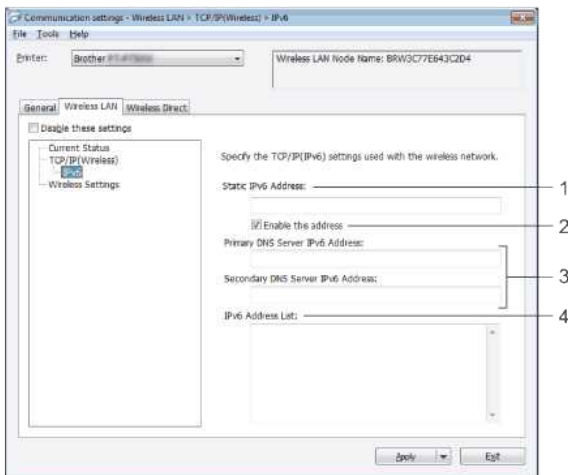 Communication settings - Wireless LAN > TCP/IP(Wireless) > IPv6
File Tools Help
Printer: Brother
Wireless LAN Node Name: BRW3C77E643C2D4
General Wireless LAN Wireless Direct
Disable these settings
Current Status
TCP/IP(Wireless)
IPv6
Wireless Settings
Specify the TCP/IP(IPv6) settings used with the wireless network.
Static IPv6 Address: 1
Enable this address 2
Primary DNS Server IPv6 Address:
3
Secondary DNS Server IPv6 Address:
IPv6 Address List: 4
Apply Exit